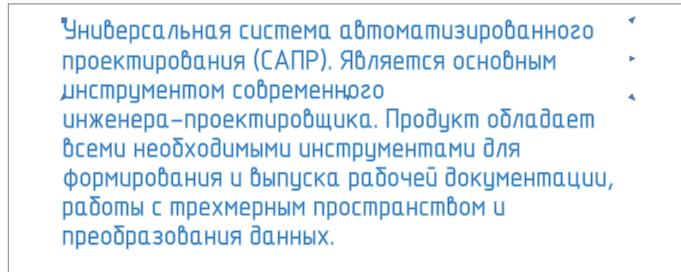 Универсальная система автоматизированного
проектирования (САПР). Является основным
инструментом современного
инженера-проектировщика. Продукт обладает
всеми необходимыми инструментами для
формирования и выпуска рабочей документации,
работы с трехмерным пространством и
преобразования данных.